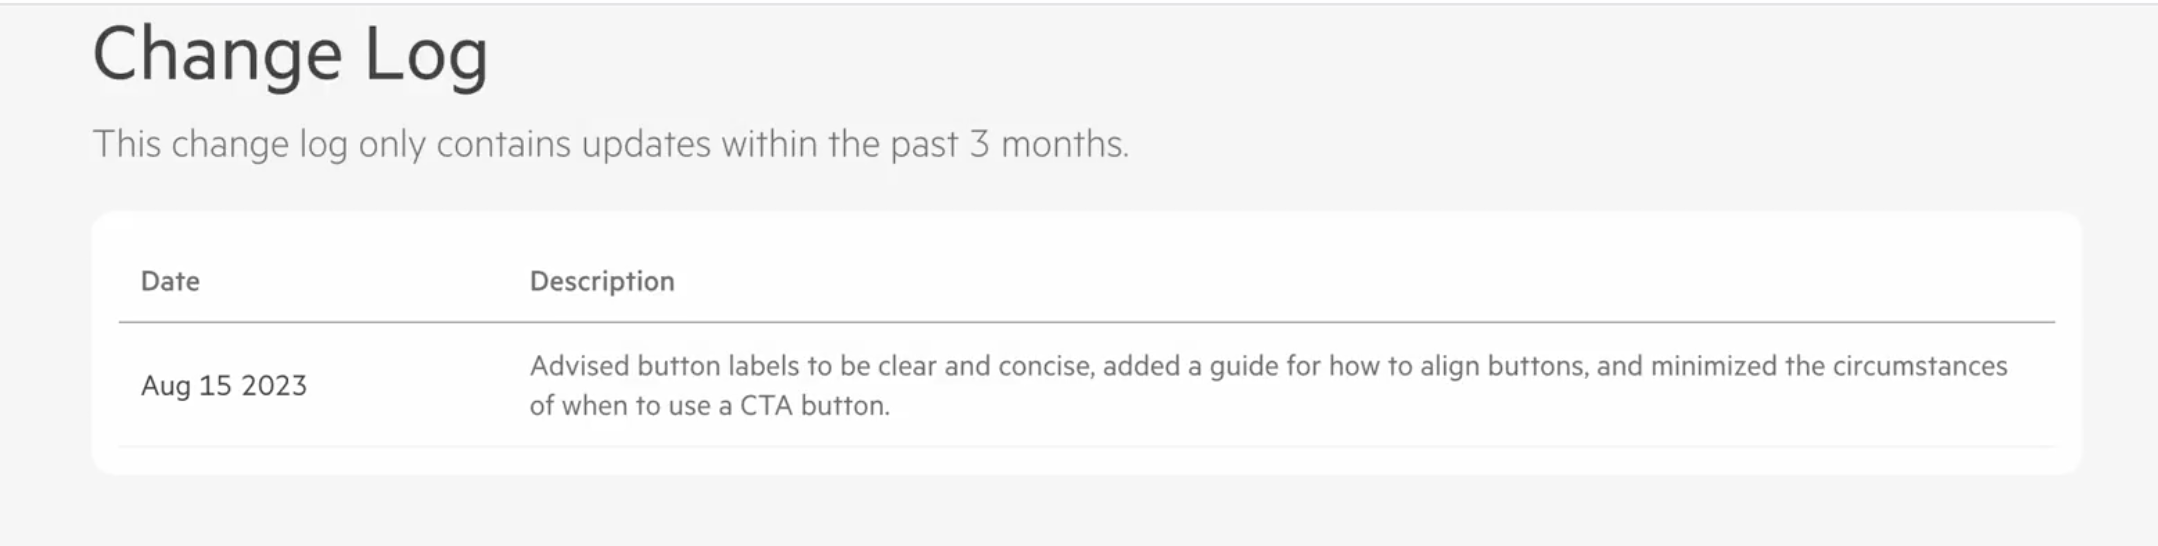 Change Log
This change log only contains updates within the past 3 months.
Date Description
Aug 15 2023
Advised button labels to be clear and concise, added a guide for how to align buttons, and minimized the circumstances
of when to use a CTA button.